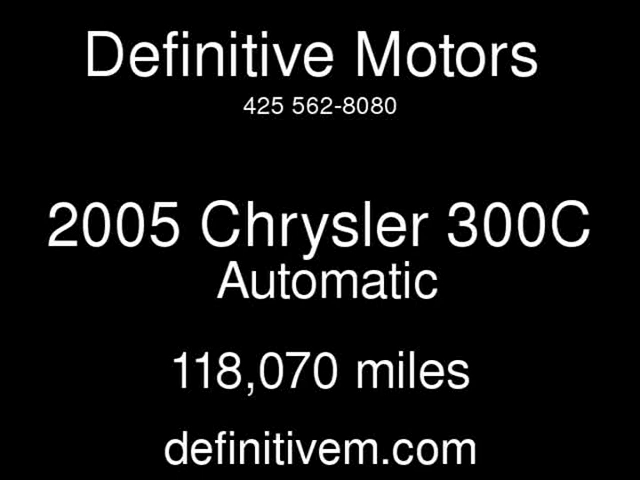 Definitive Motors
425 562-8080
2005 Chrysler 300C
Automatic
118,070 miles
definitivem.com